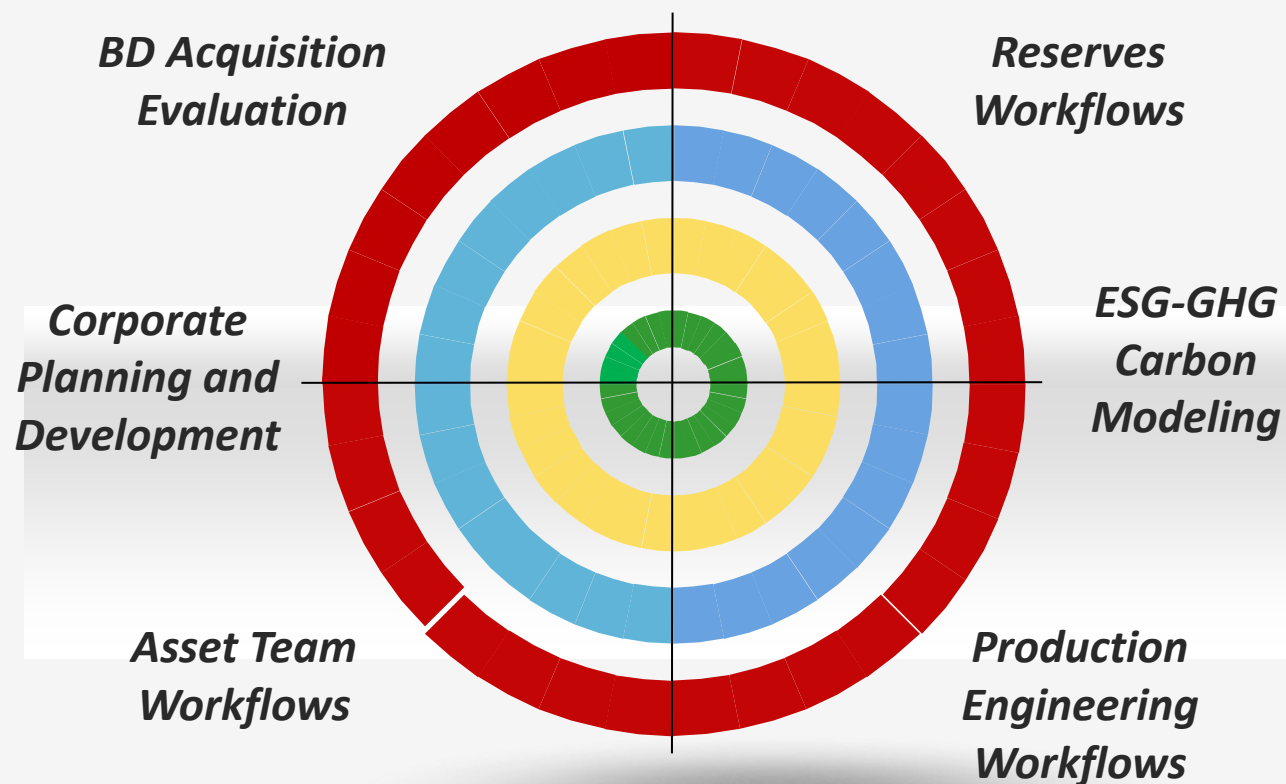 BD Acquisition
Evaluation
Reserves
Workflows
Corporate
Planning and
Development
ESG-GHG
Carbon
Modeling
Asset Team
Workflows
Production
Engineering
Workflows